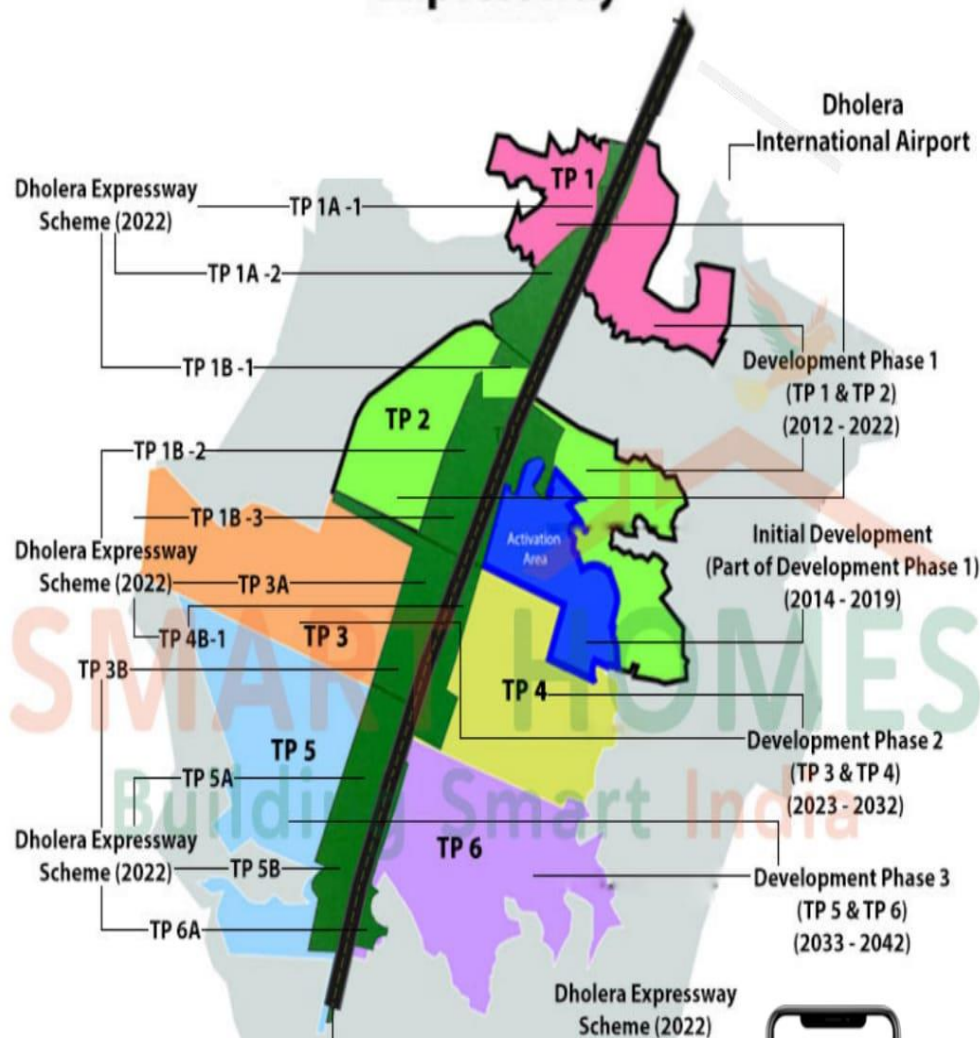 Dholera
International Airport
TP 1
Dholera Expressway
Scheme (2022)
TP 1A -1
TP 1A -2
TP 1B -1
Development Phase 1
(TP 1 & TP 2)
(2012 - 2022)
TP 2
TP 1B -2
TP 1B -3
Activation
Area
Initial Development
(Part of Development Phase 1)
(2014 - 2019)
Dholera Expressway
Scheme (2022)
TP 3A
TP 4B-1
TP 3
SMART HOMES
TP 3B
TP 4
Development Phase 2
(TP 3 & TP 4)
(2023 - 2032)
TP 5
TP 5A
Building Smart India
Dholera Expressway
Scheme (2022)
TP 6
TP 5B
Development Phase 3
(TP 5 & TP 6)
(2033 - 2042)
TP 6A
Dholera Expressway
Scheme (2022)